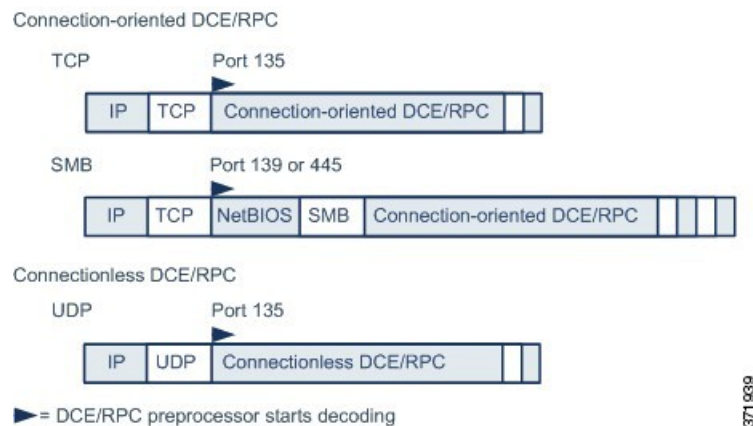 Connection-oriented DCE/RPC
TCP Port 135
IP TCP Connection-oriented DCE/RPC
SMB Port 139 or 445
IP TCP NetBIOS SMB Connection-oriented DCE/RPC
Connectionless DCE/RPC
UDP Port 135
IP UDP Connectionless DCE/RPC
= DCE/RPC preprocessor starts decoding
371939